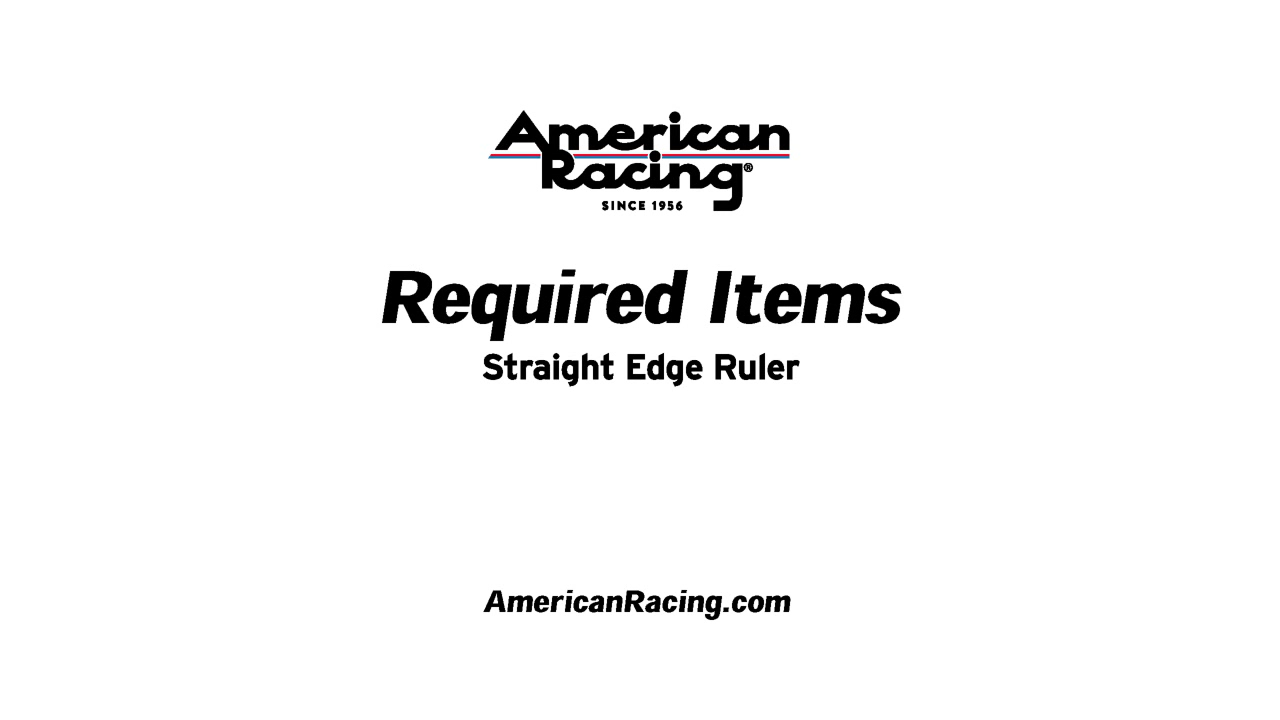 American
Racing®
SINCE 1956
Required Items
Straight Edge Ruler
AmericanRacing.com